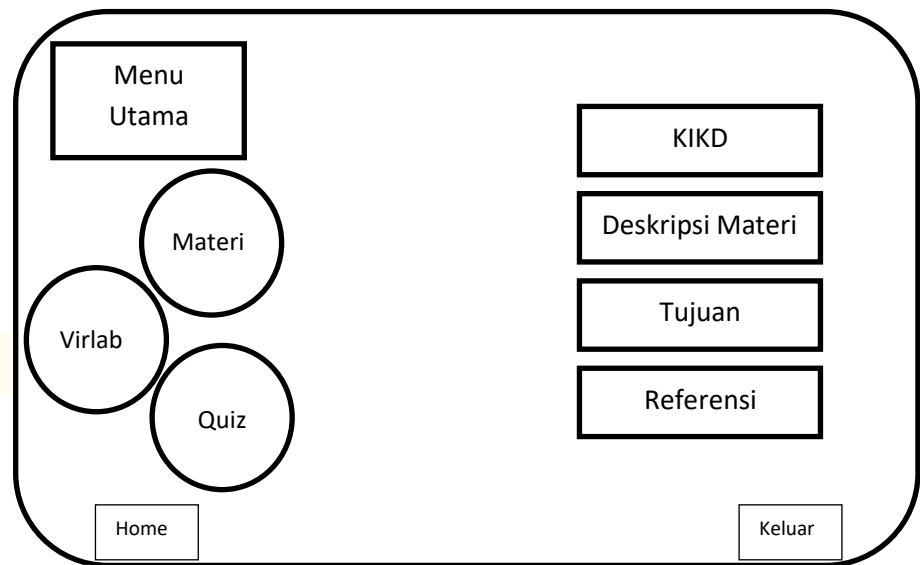 Menu
Utama
Materi
Virlab
Quiz
KIKD
Deskripsi Materi
Tujuan
Referensi
Home
Keluar